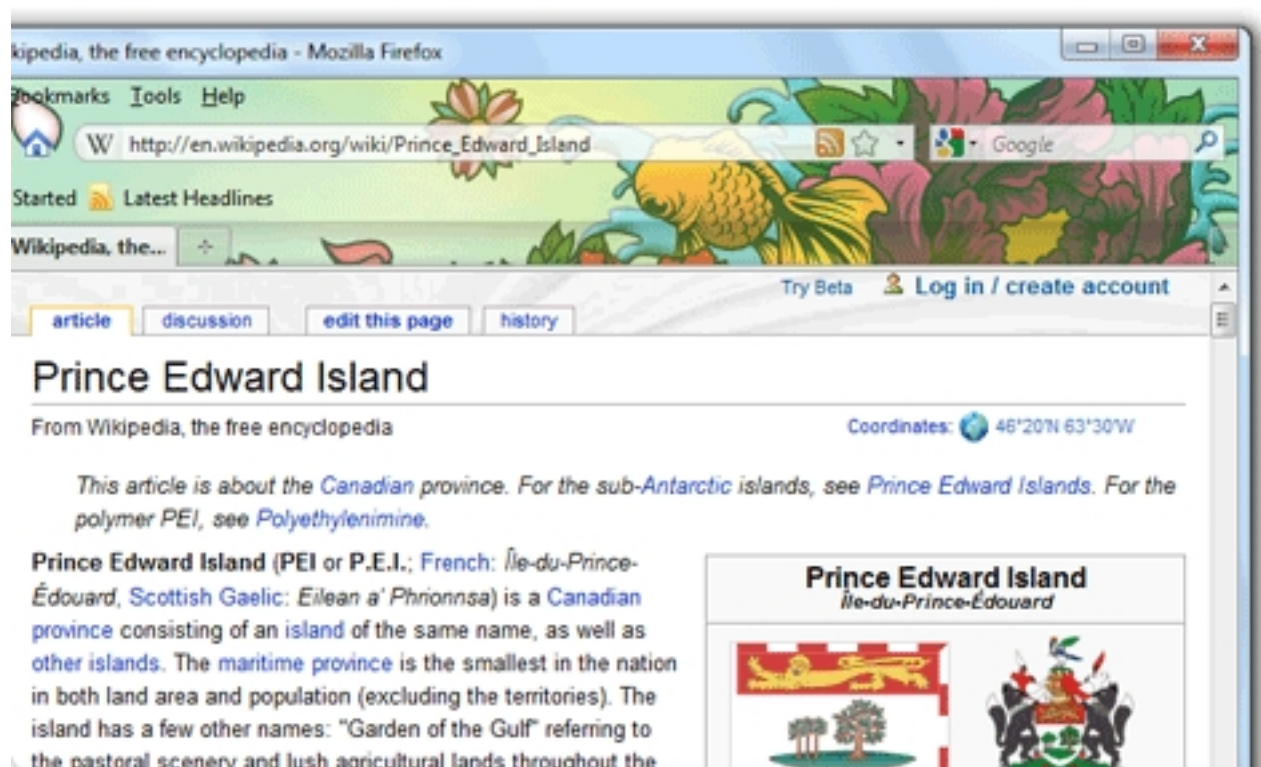 kipedia, the free encyclopedia - Mozilla Firefox
Bookmarks Tools Help
W http://en.wikipedia.org/wiki/Prince_Edward_Island Google
Started Latest Headlines
Wikipedia, the...
Try Beta Log in / create account
article discussion edit this page history
Prince Edward Island
From Wikipedia, the free encyclopedia Coordinates: 46°20'N 63°30'W
This article is about the Canadian province. For the sub-Antarctic islands, see Prince Edward Islands. For the
polymer PEI, see Polyethylenimine.
Prince Edward Island (PEI or P.E.I.; French: Île-du-Prince-
Édouard, Scottish Gaelic: Eilean a' Phrionnsa) is a Canadian
province consisting of an island of the same name, as well as
other islands. The maritime province is the smallest in the nation
in both land area and population (excluding the territories). The
island has a few other names: "Garden of the Gulf" referring to
the pastoral scenery and lush agricultural lands throughout the
Prince Edward Island
Île-du-Prince-Édouard